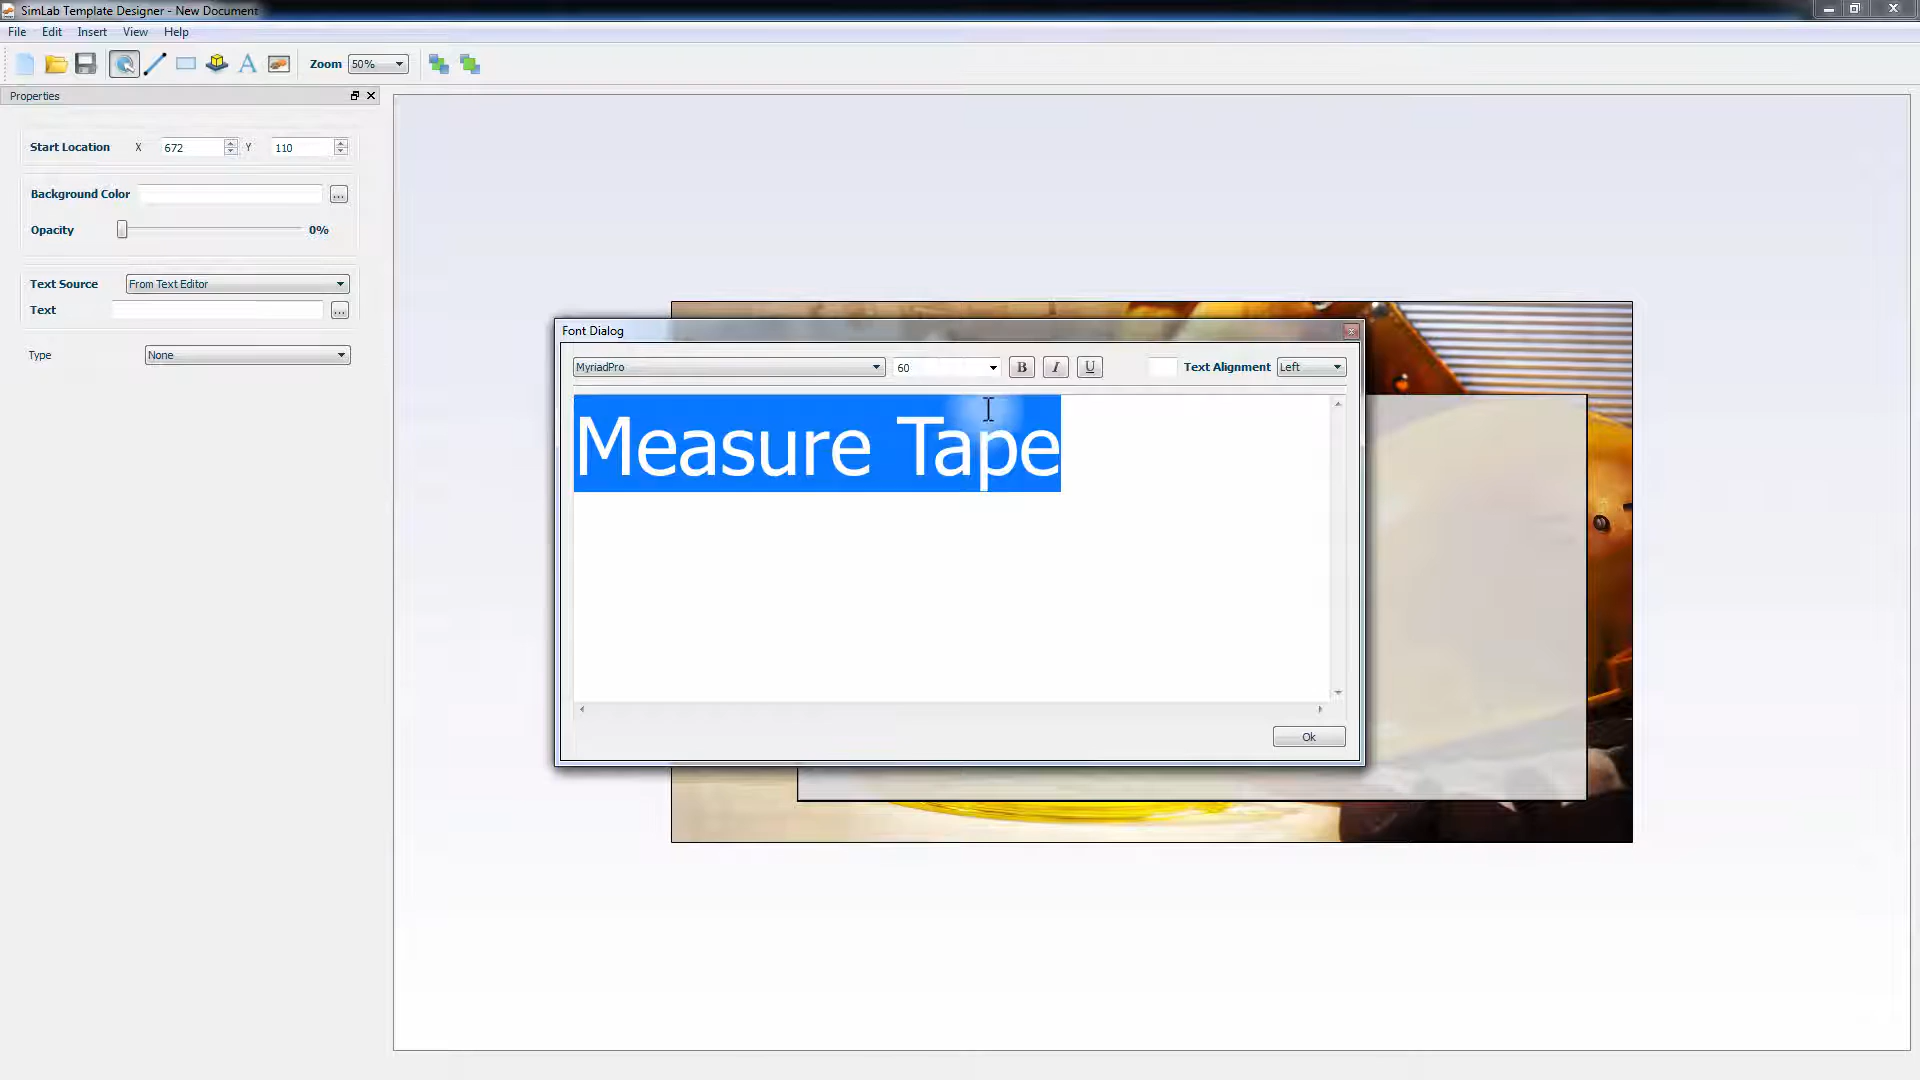 SimLab Template Designer - New Document
File Edit Insert View Help
A Zoom 50%
Properties
Start Location X 672 Y 110
Background Color ...
Opacity 0%
Text Source From Text Editor
Text ...
Type None
Font Dialog
MyriadPro 60 B I U Text Alignment Left
Measure Tape
Ok